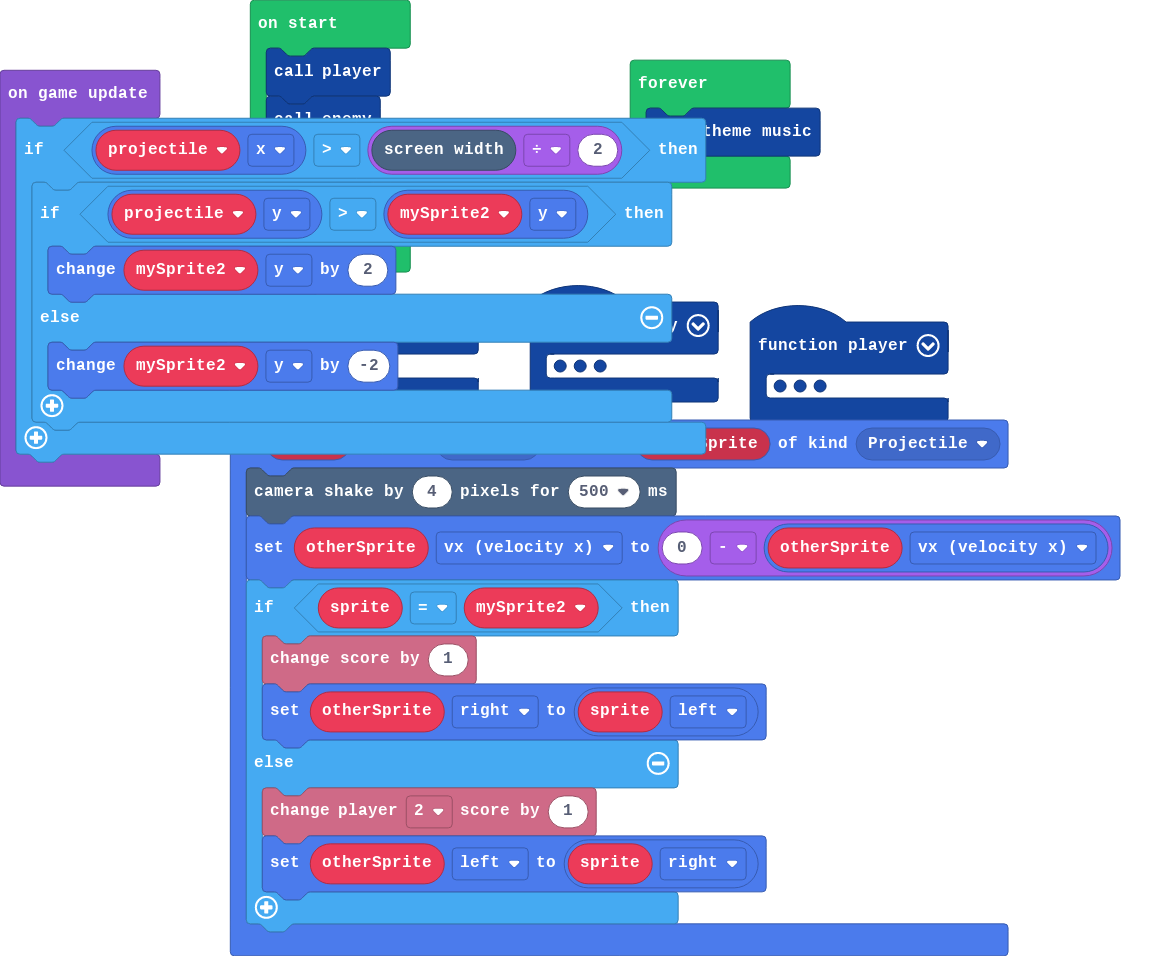 on start
call player
call enemy
forever
theme music
on game update
if projectile x > screen width ÷ 2 then
if projectile y > mySprite2 y then
change mySprite2 y by 2
else
change mySprite2 y by -2
function player
of kind Projectile
camera shake by 4 pixels for 500 ms
set otherSprite vx (velocity x) to 0 - otherSprite vx (velocity x)
if sprite = mySprite2 then
change score by 1
set otherSprite right to sprite left
else
change player 2 score by 1
set otherSprite left to sprite right